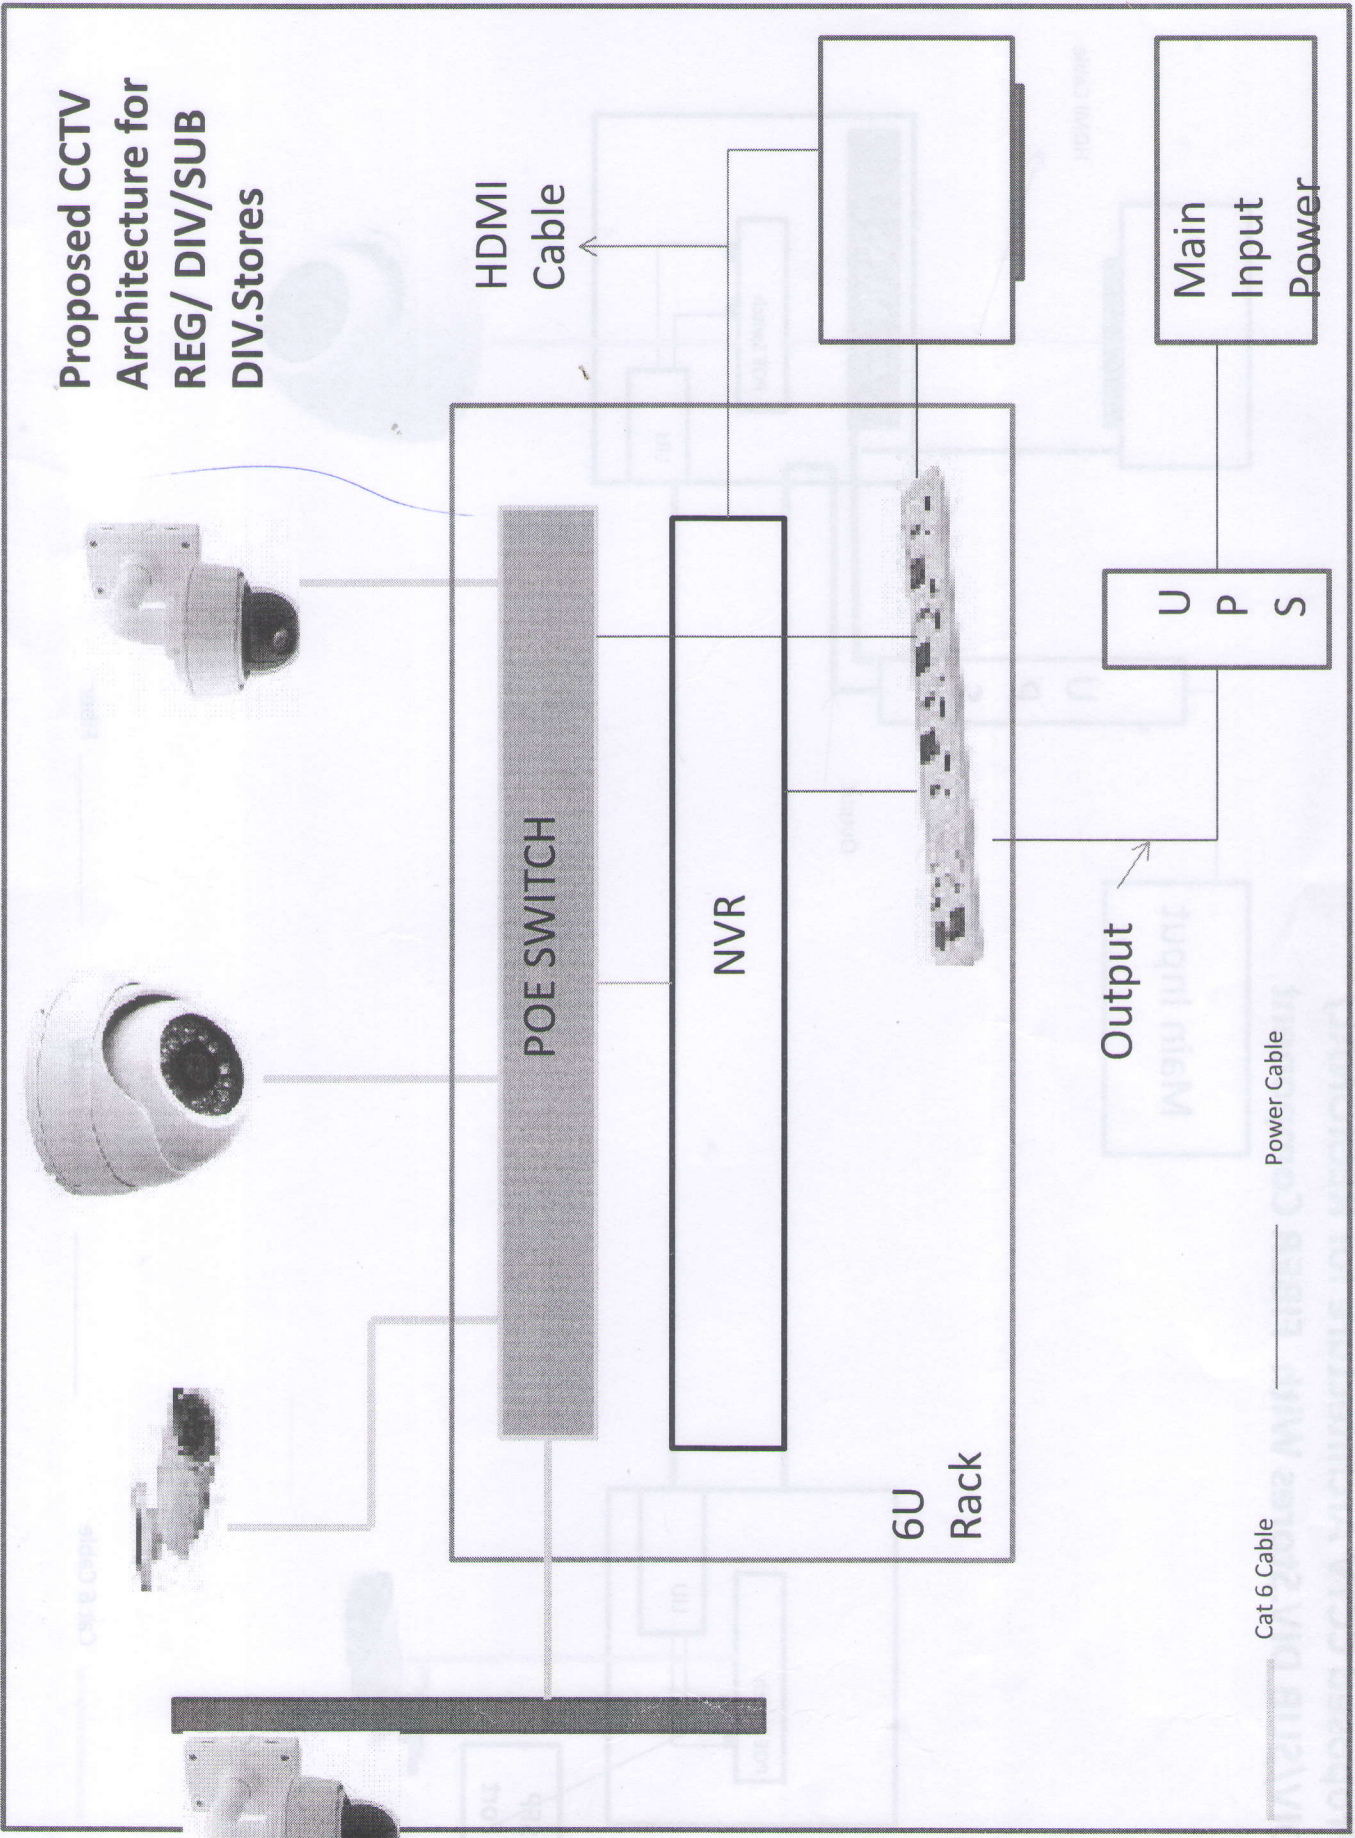 Proposed CCTV
Architecture for
REG/ DIV/SUB
DIV.Stores
HDMI
Cable
POE SWITCH
NVR
6U
Rack
Main
Input
Power
U
P
S
Output
Cat 6 Cable
Power Cable